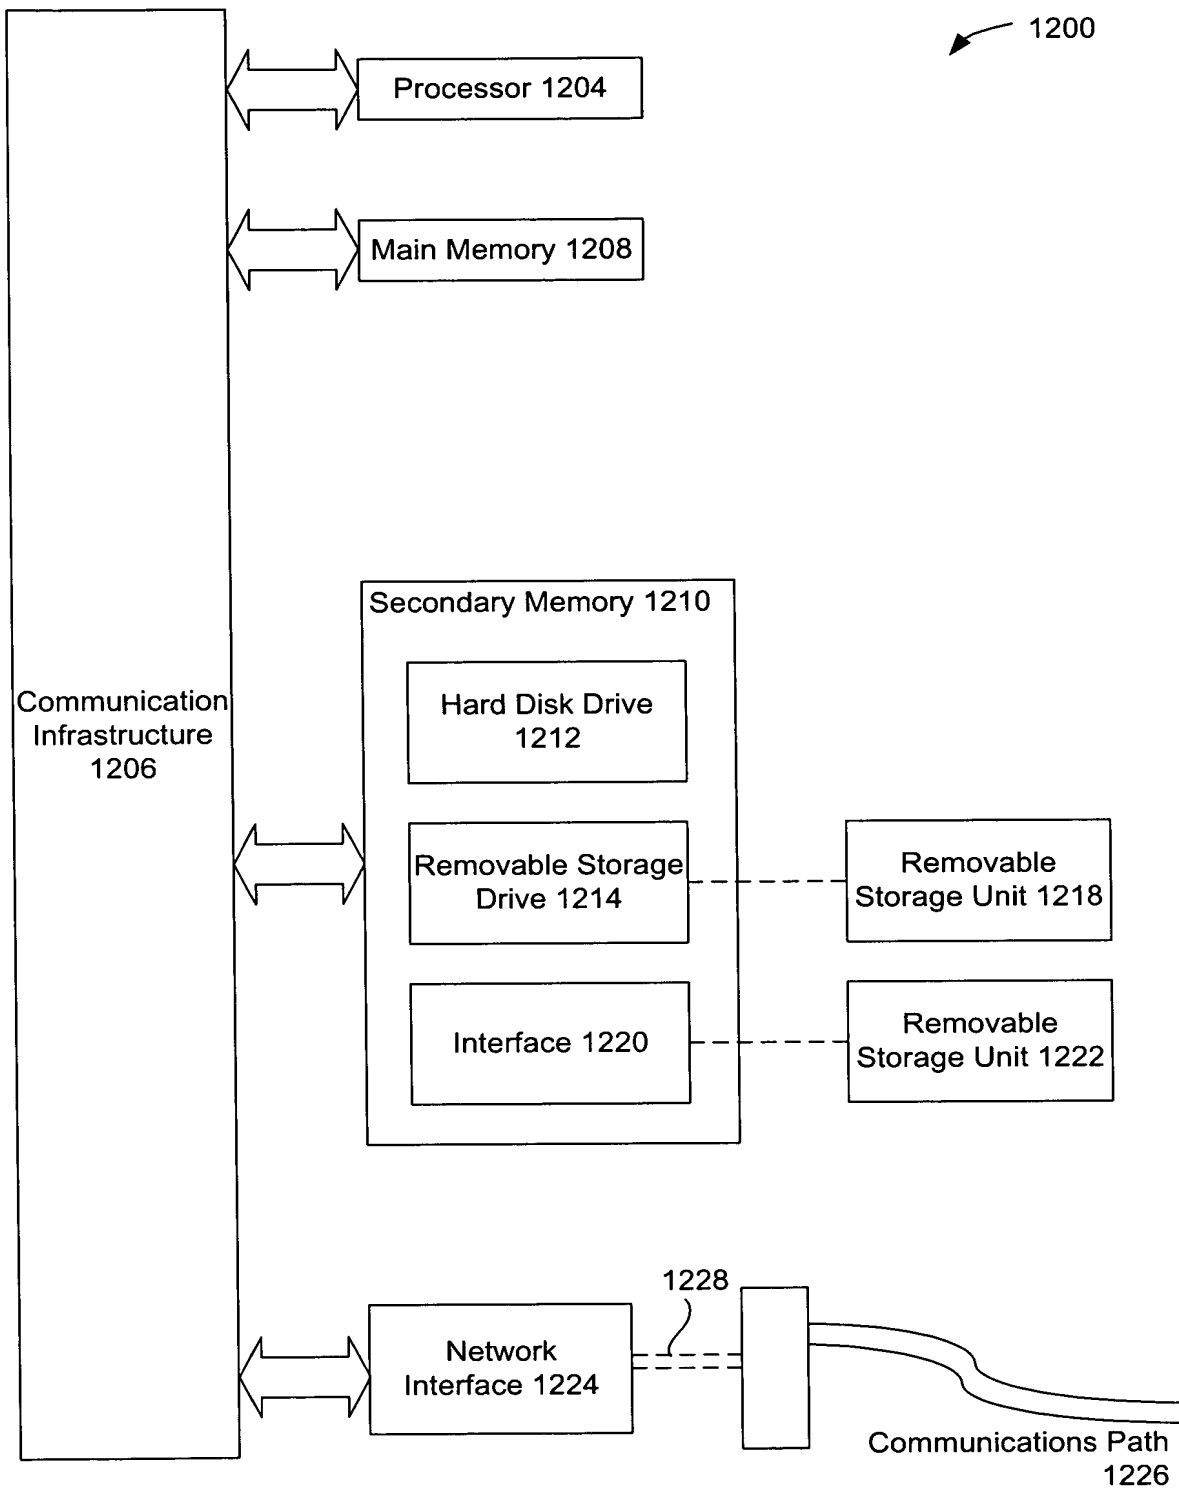 1200
Processor 1204
Main Memory 1208
Secondary Memory 1210
Hard Disk Drive
1212
Communication
Infrastructure
1206
Removable Storage
Drive 1214
Removable
Storage Unit 1218
Interface 1220
Removable
Storage Unit 1222
1228
Network
Interface 1224
Communications Path
1226